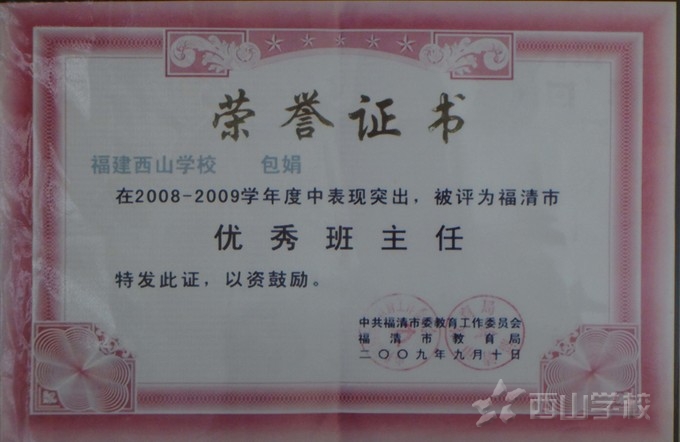 荣誉证书
福建西山学校 包娟
在2008-2009学年度中表现突出，被评为福清市
优秀班主任
特发此证，以资鼓励。
中共福清市委教育工作委员会
福清市教育局
二〇〇九年九月十日
西山学校